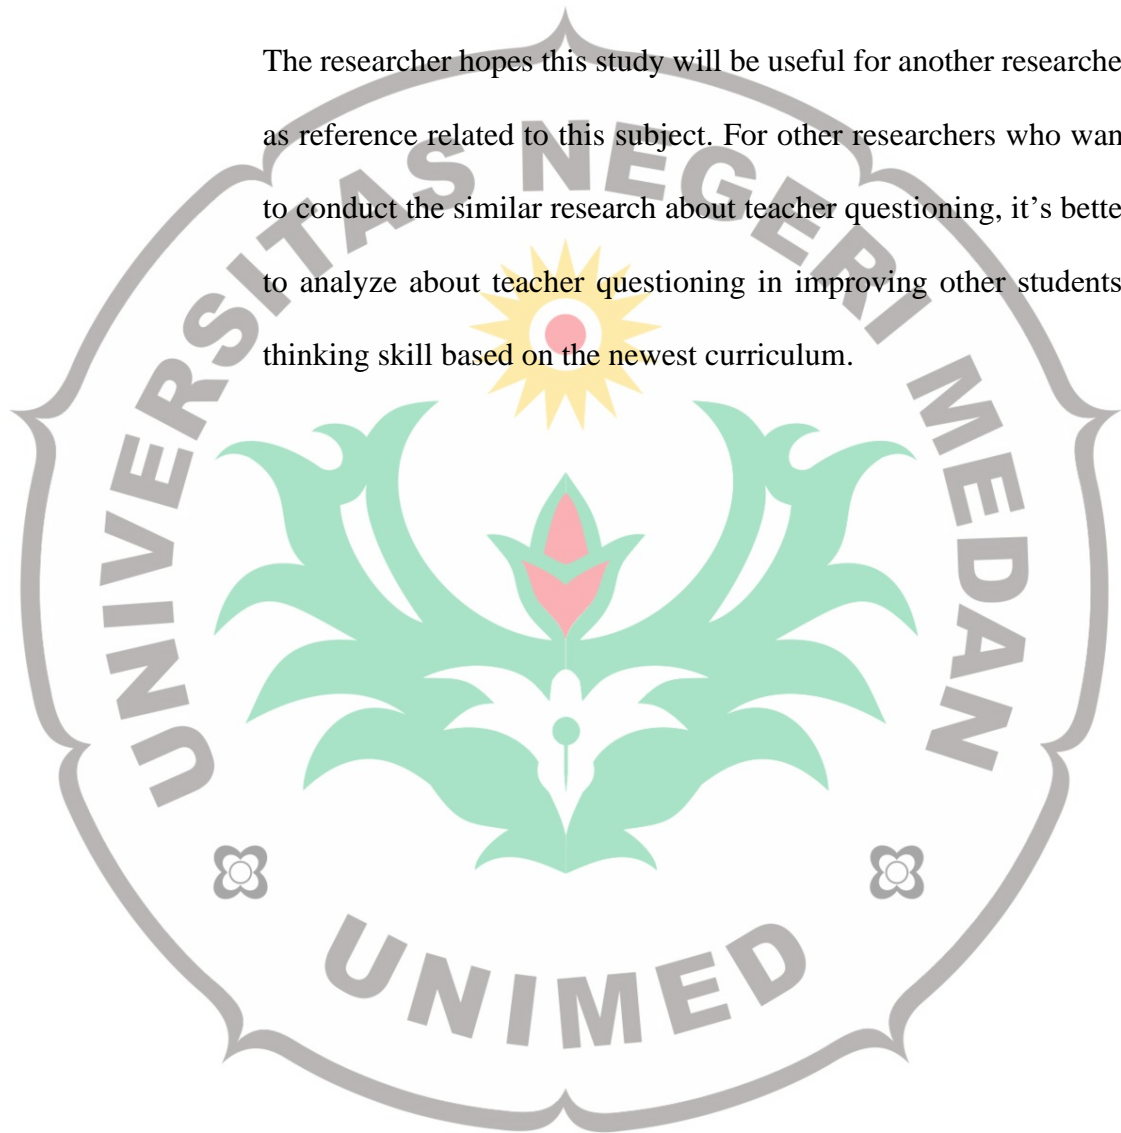 The researcher hopes this study will be useful for another researche
as reference related to this subject. For other researchers who wan
to conduct the similar research about teacher questioning, it's bette
to analyze about teacher questioning in improving other students
thinking skill based on the newest curriculum.
UNIVERSITAS NEGERI MEDAN
UNIMED